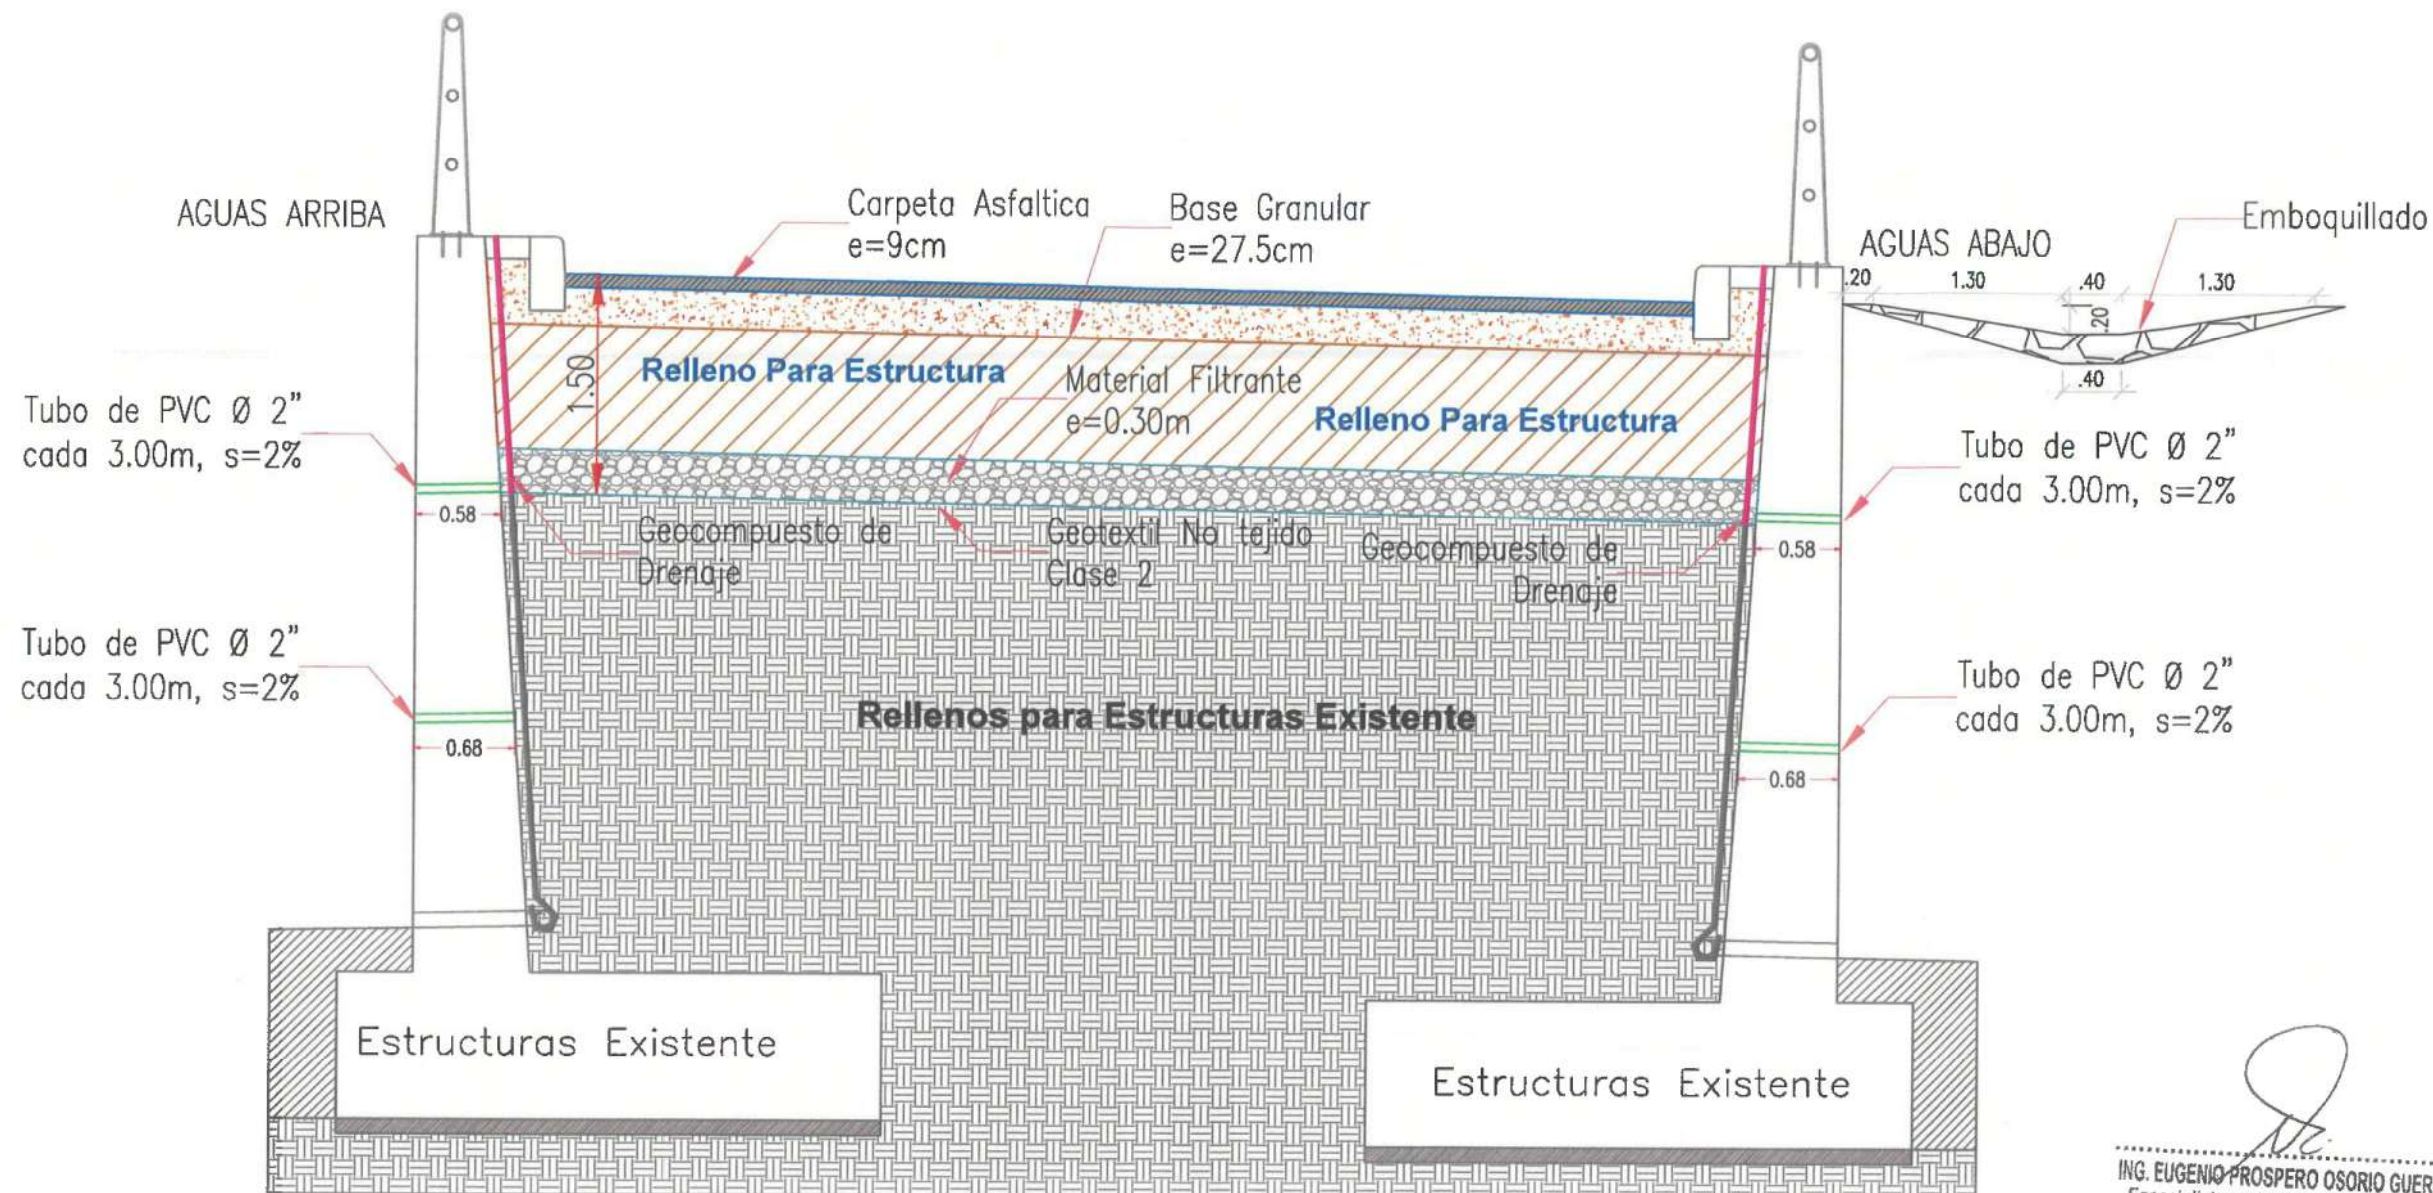 AGUAS ARRIBA
Carpeta Asfaltica
e=9cm
Base Granular
e=27.5cm
AGUAS ABAJO
Emboquillado
.20
1.30
.40
1.30
.20
.40
1.50
Relleno Para Estructura
Material Filtrante
e=0.30m
Relleno Para Estructura
Tubo de PVC Ø 2"
cada 3.00m, s=2%
Tubo de PVC Ø 2"
cada 3.00m, s=2%
0.58
Geocompuesto de
Drenaje
Geotextil No tejido
Clase 2
Geocompuesto de
Drenaje
0.58
Tubo de PVC Ø 2"
cada 3.00m, s=2%
Tubo de PVC Ø 2"
cada 3.00m, s=2%
0.68
Rellenos para Estructuras Existente
0.68
Estructuras Existente
Estructuras Existente
ING. EUGENIO PROSPERO OSORIO GUER